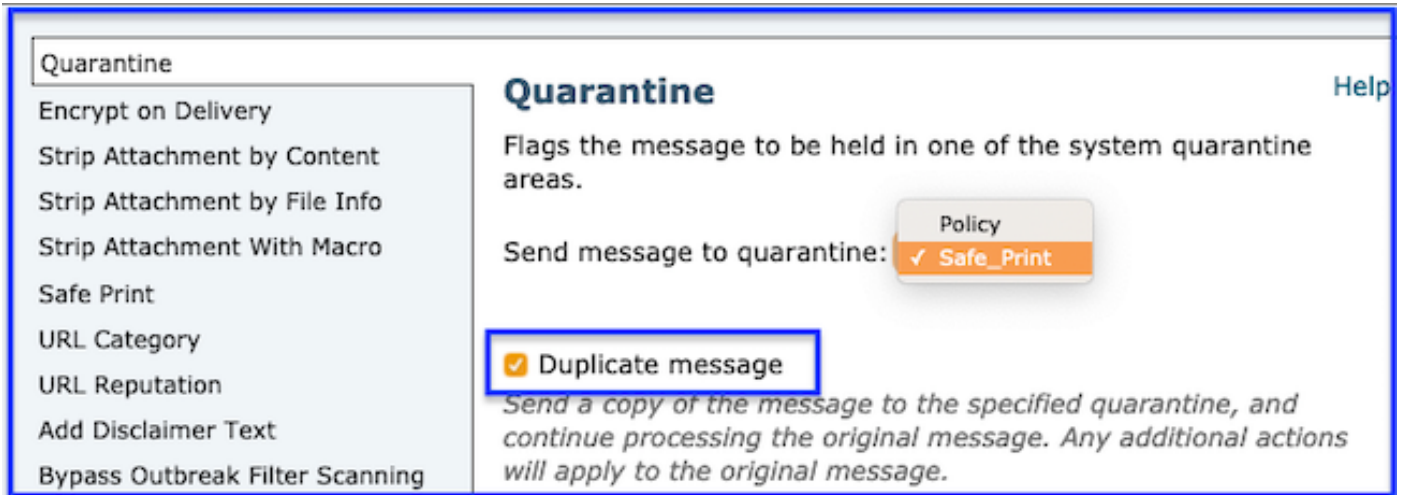 Quarantine
Encrypt on Delivery
Strip Attachment by Content
Strip Attachment by File Info
Strip Attachment With Macro
Safe Print
URL Category
URL Reputation
Add Disclaimer Text
Bypass Outbreak Filter Scanning
Quarantine
Help
Flags the message to be held in one of the system quarantine
areas.
Send message to quarantine:
Policy
✓ Safe_Print
Duplicate message
Send a copy of the message to the specified quarantine, and
continue processing the original message. Any additional actions
will apply to the original message.